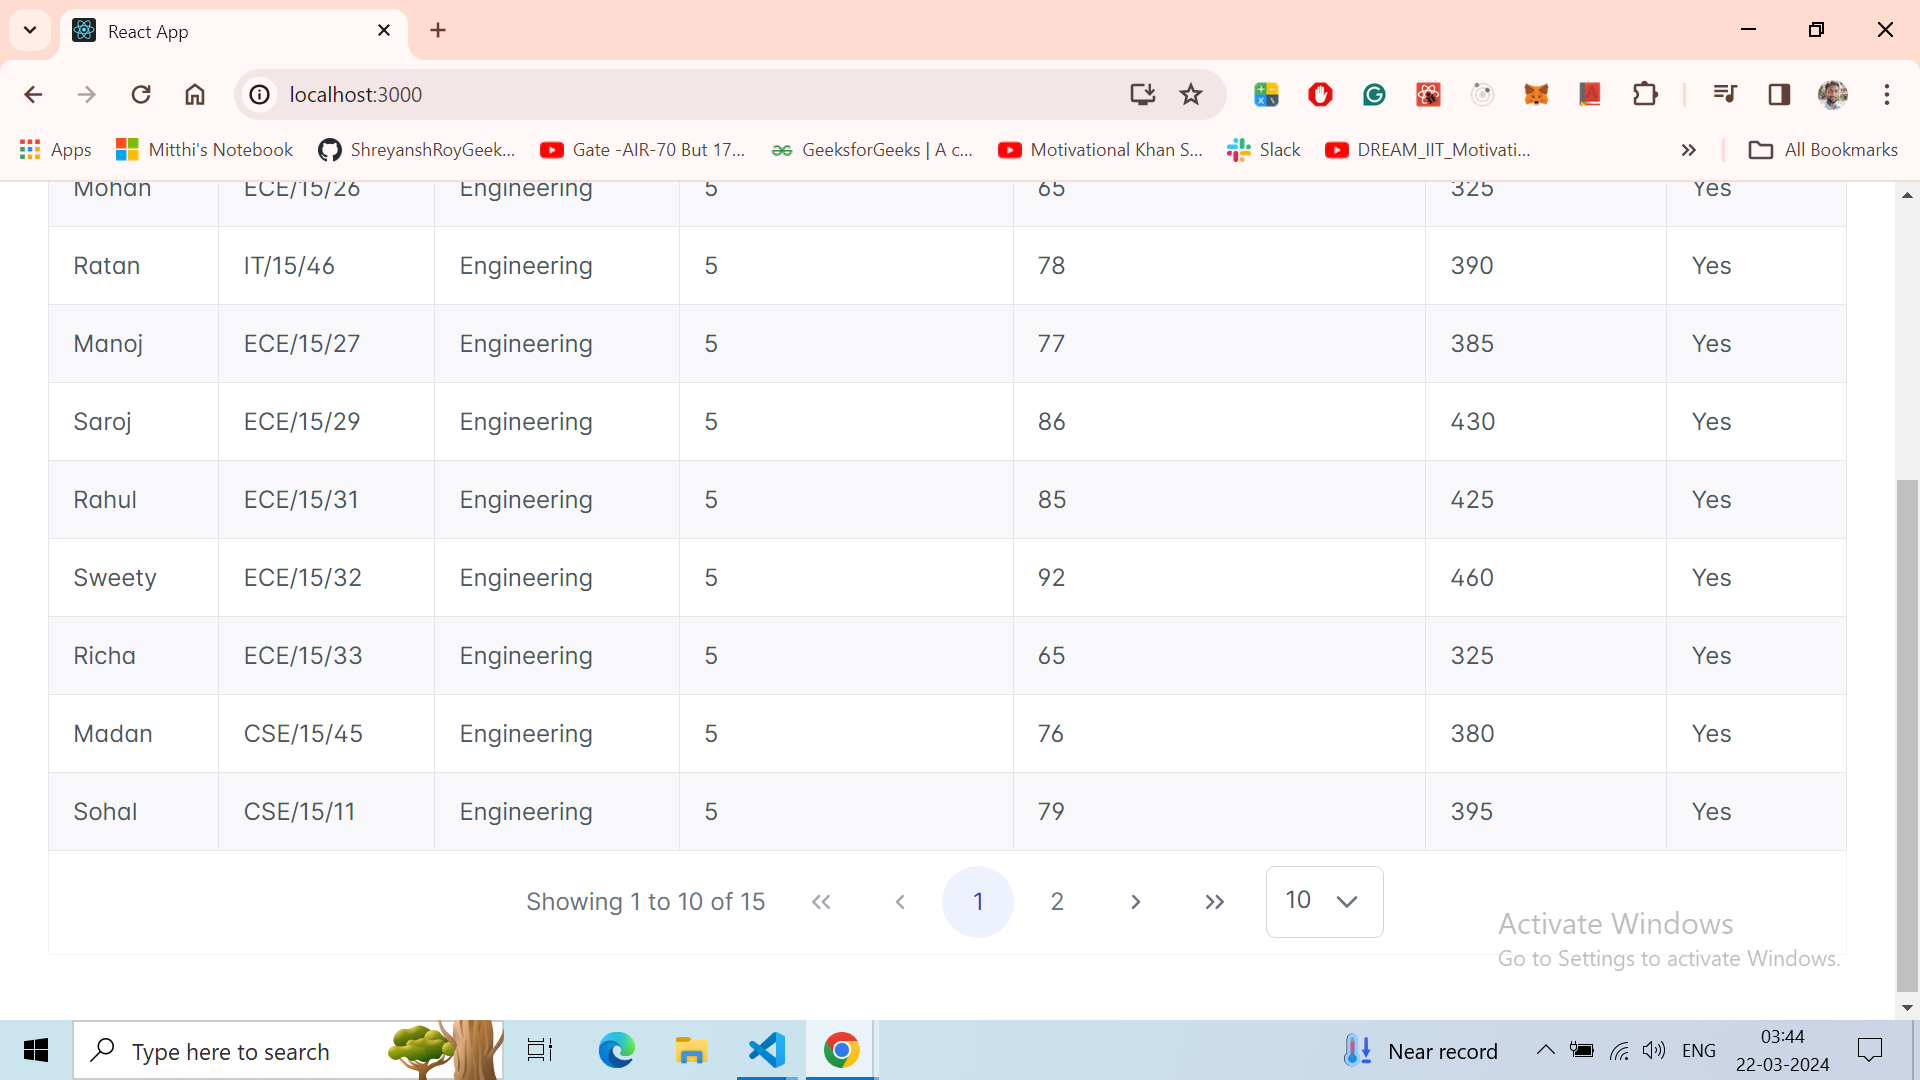 React App
localhost:3000
Apps Mitthi's Notebook ShreyanshRoyGeek... Gate -AIR-70 But 17... GeeksforGeeks | A c... Motivational Khan S... Slack DREAM_IIT_Motivati... All Bookmarks
Mohan ECE/15/26 Engineering 5 65 325 Yes
Ratan IT/15/46 Engineering 5 78 390 Yes
Manoj ECE/15/27 Engineering 5 77 385 Yes
Saroj ECE/15/29 Engineering 5 86 430 Yes
Rahul ECE/15/31 Engineering 5 85 425 Yes
Sweety ECE/15/32 Engineering 5 92 460 Yes
Richa ECE/15/33 Engineering 5 65 325 Yes
Madan CSE/15/45 Engineering 5 76 380 Yes
Sohal CSE/15/11 Engineering 5 79 395 Yes
Showing 1 to 10 of 15 « ‹ 1 2 › » 10
Activate Windows
Go to Settings to activate Windows.
Type here to search Near record ENG 03:44
22-03-2024